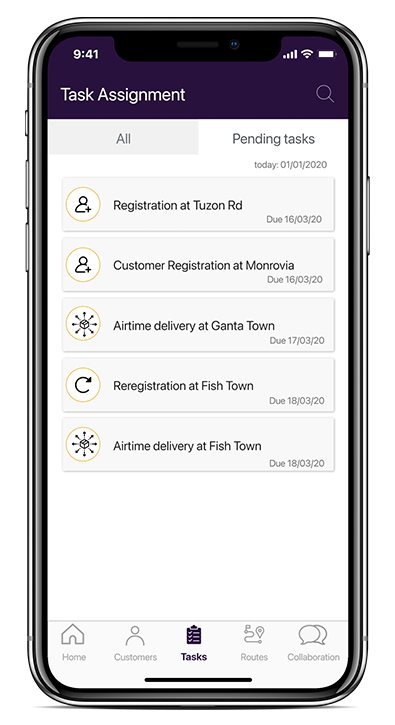 9:41
Task Assignment
All
Pending tasks
today: 01/01/2020
Registration at Tuzon Rd
Due 16/03/20
Customer Registration at Monrovia
Due 16/03/20
Airtime delivery at Ganta Town
Due 17/03/20
Reregistration at Fish Town
Due 18/03/20
Airtime delivery at Fish Town
Due 18/03/20
Home
Customers
Tasks
Routes
Collaboration